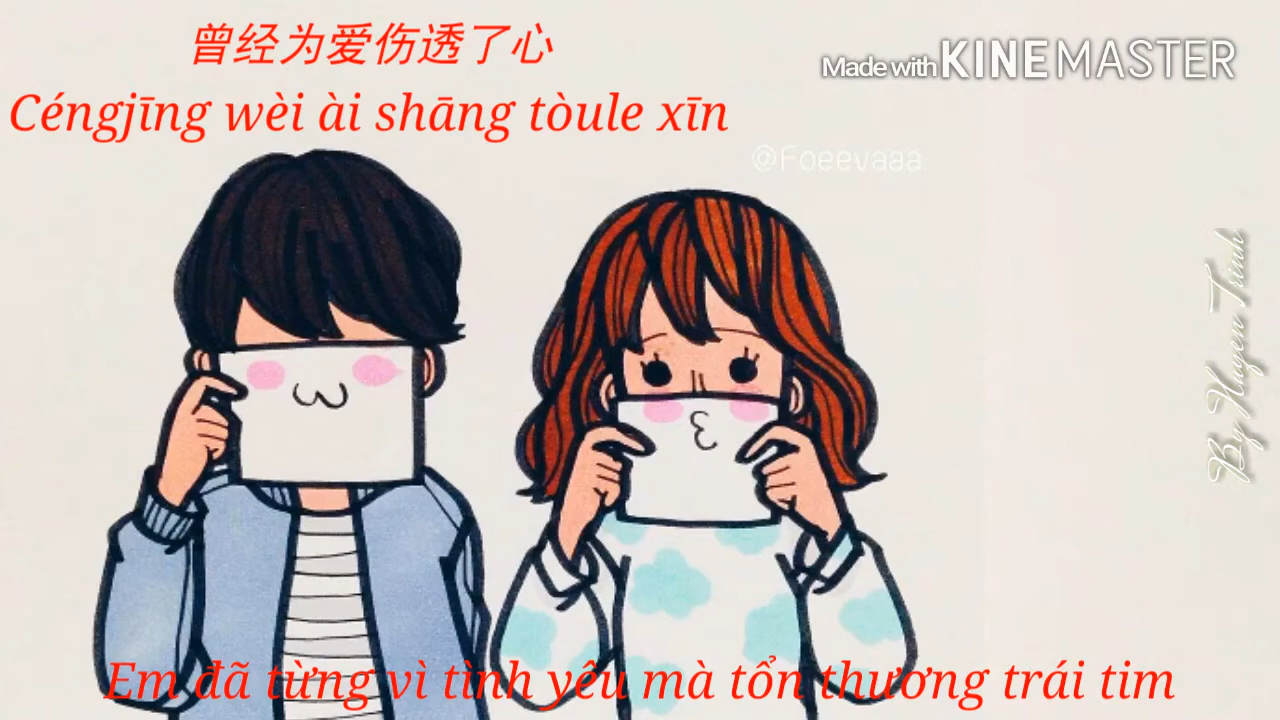 曾经为爱伤透了心
Made with KINEMASTER
Céngjīng wèi ài shāng tòule xīn
@Foeevaaa
By Huyen Trinh
Em đã từng vì tình yêu mà tổn thương trái tim